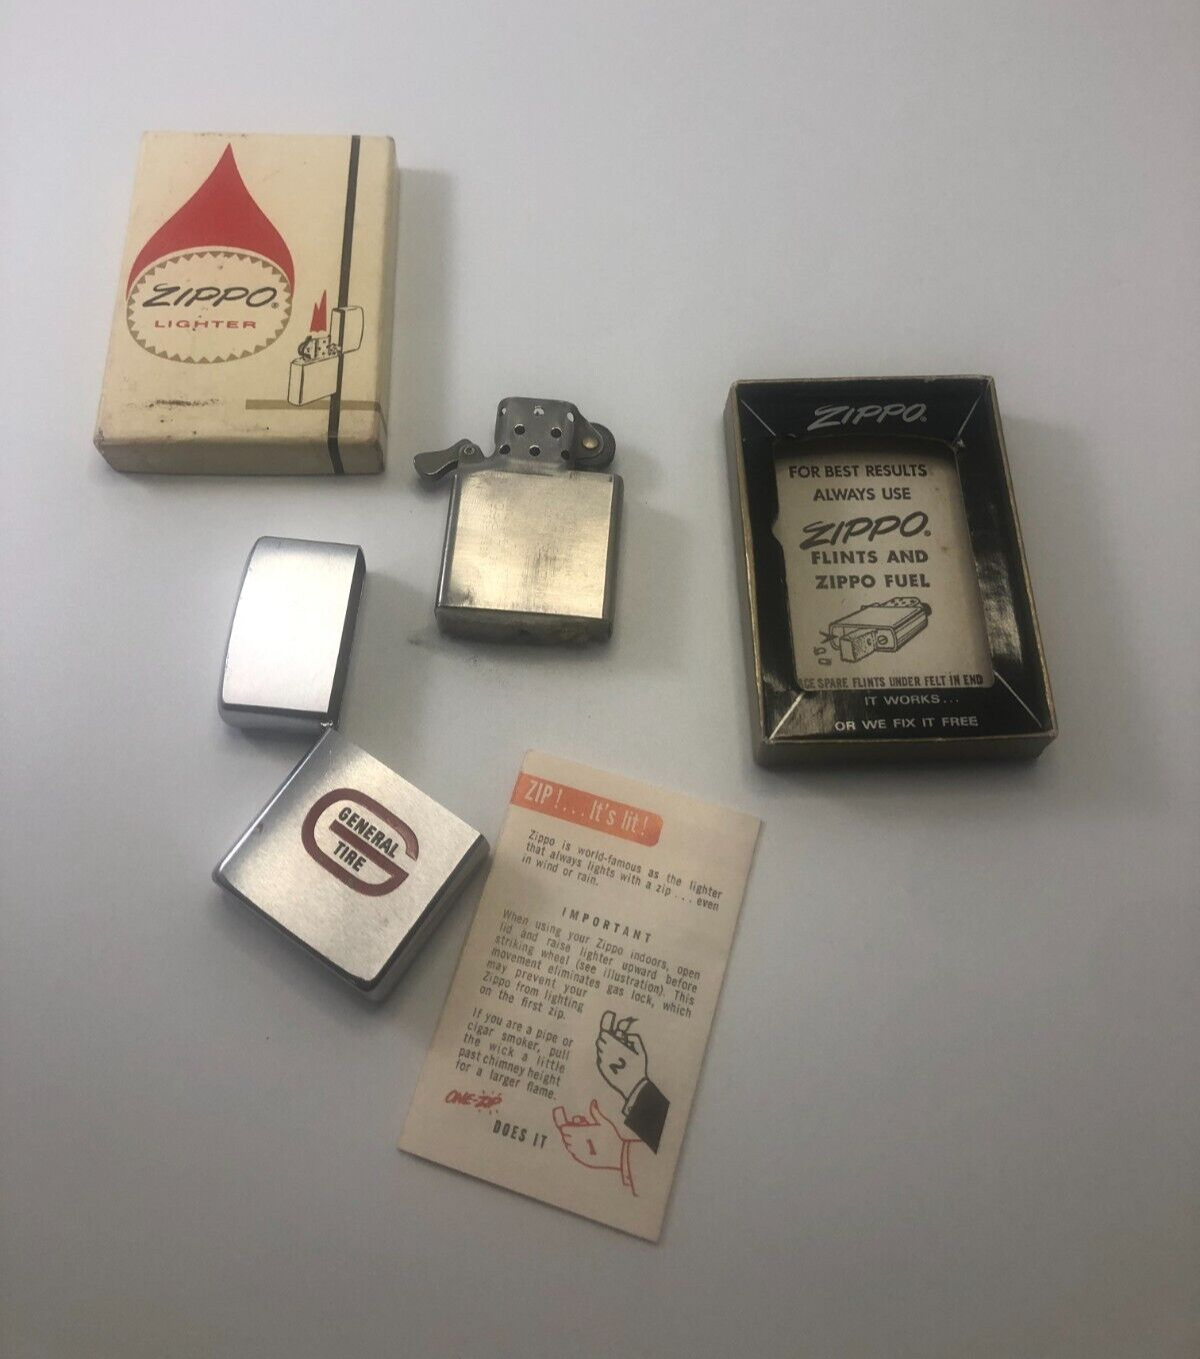 ZIPPO®
LIGHTER
ZIPPO®
FOR BEST RESULTS
ALWAYS USE
ZIPPO®
FLINTS AND
ZIPPO FUEL
SPARE FLINTS UNDER FELT IN END
IT WORKS...
OR WE FIX IT FREE
GENERAL
TIRE
ZIP!...It's lit!
Zippo is world-famous as the lighter
that always lights with a zip...even
in wind or rain.
IMPORTANT
When using your Zippo indoors, open
lid and raise lighter upward before
striking wheel (see illustration). This
movement eliminates gas lock, which
may prevent your
Zippo from lighting
on the first zip.
If you are a pipe or
cigar smoker, pull
the wick a little
past chimney height
for a larger flame.
ONE-ZIP
DOES IT
2
1